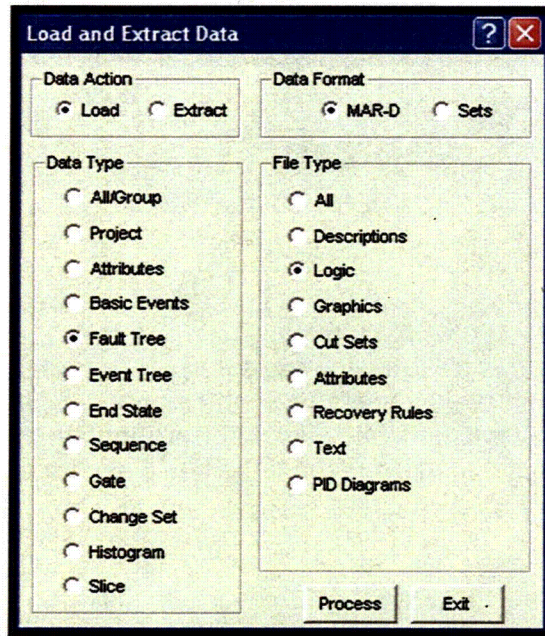 Load and Extract Data
Data Action
Load Extract
Data Format
MAR-D Sets
Data Type
All/Group
Project
Attributes
Basic Events
Fault Tree
Event Tree
End State
Sequence
Gate
Change Set
Histogram
Slice
File Type
All
Descriptions
Logic
Graphics
Cut Sets
Attributes
Recovery Rules
Text
PID Diagrams
Process Exit